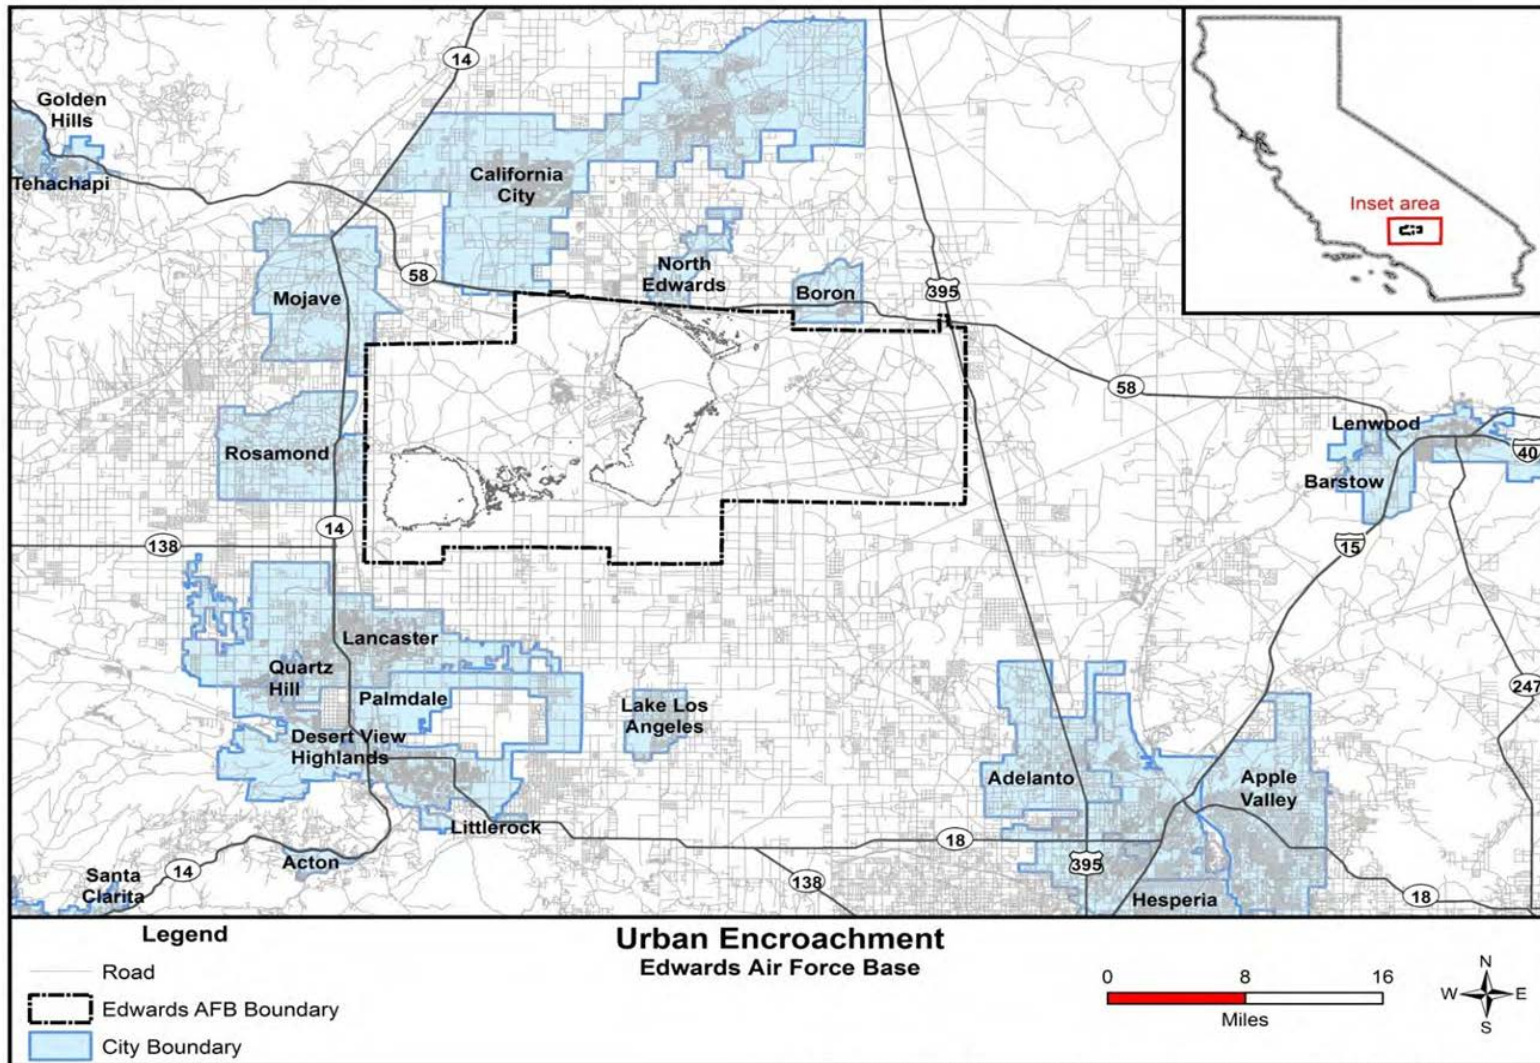 14
Golden
Hills
Tehachapi
California
City
Inset area
58
North
Edwards
Boron
395
Mojave
58
Lenwood
40
Barstow
Rosamond
14
138
15
Lancaster
Quartz
Hill
Palmdale
Lake Los
Angeles
247
Desert View
Highlands
Adelanto
Apple
Valley
Littlerock
18
Acton
14
138
395
18
Santa
Clarita
Hesperia
Legend
Road
Edwards AFB Boundary
City Boundary
Urban Encroachment
Edwards Air Force Base
0 8 16
Miles
N
W E
S